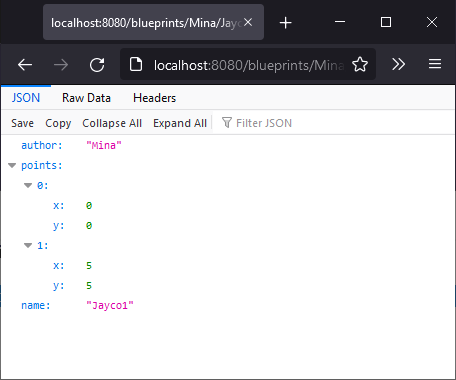 localhost:8080/blueprints/Mina/Jayc
localhost:8080/blueprints/Mina
JSON Raw Data Headers
Save Copy Collapse All Expand All Filter JSON
author: "Mina"
points:
0:
x: 0
y: 0
1:
x: 5
y: 5
name: "Jayco1"